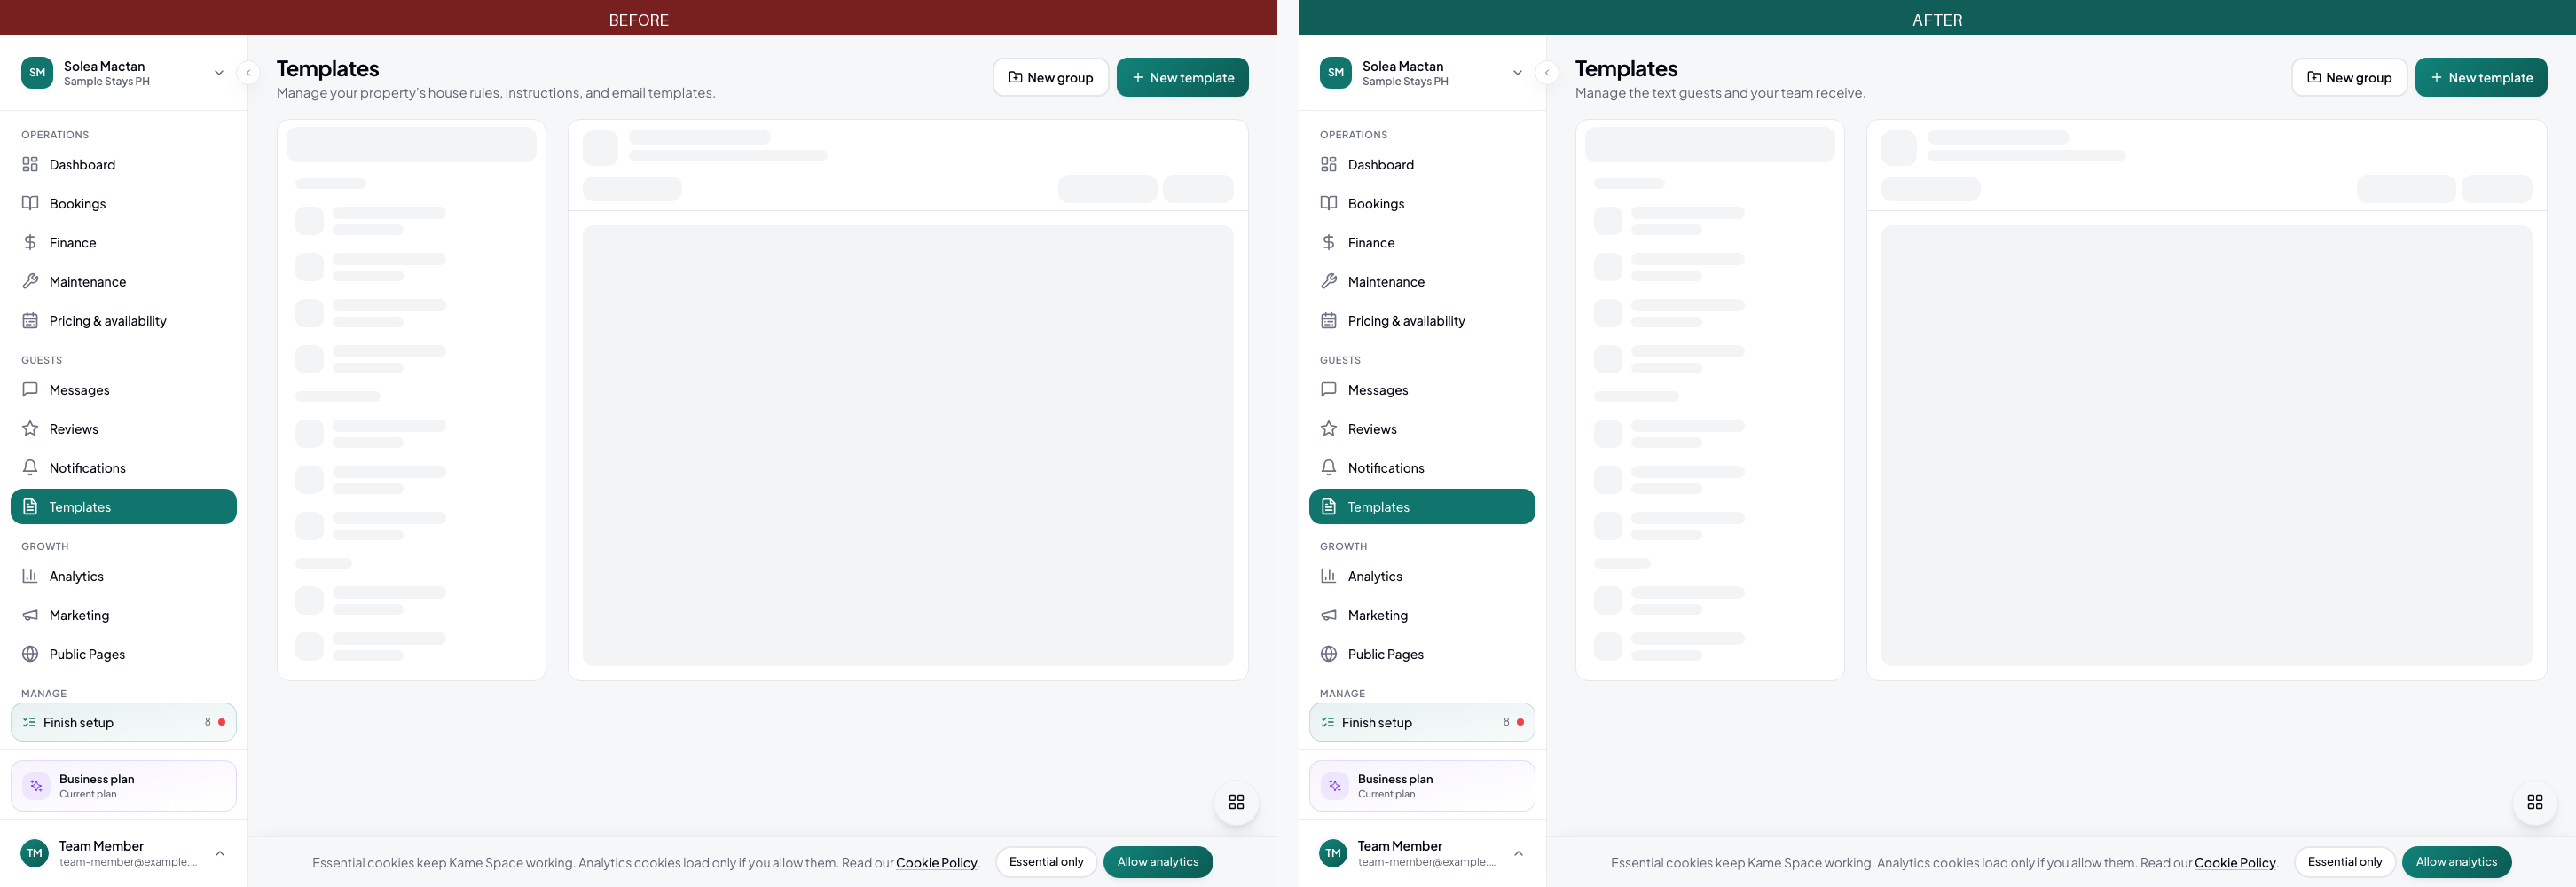 BEFORE
SM
Solea Mactan
Sample Stays PH
OPERATIONS
Dashboard
Bookings
Finance
Maintenance
Pricing & availability
GUESTS
Messages
Reviews
Notifications
Templates
GROWTH
Analytics
Marketing
Public Pages
MANAGE
Finish setup 8
Business plan
Current plan
TM
Team Member
team-member@example....
Templates
Manage your property's house rules, instructions, and email templates.
New group
New template
Essential cookies keep Kame Space working. Analytics cookies load only if you allow them. Read our Cookie Policy.
Essential only
Allow analytics
AFTER
SM
Solea Mactan
Sample Stays PH
OPERATIONS
Dashboard
Bookings
Finance
Maintenance
Pricing & availability
GUESTS
Messages
Reviews
Notifications
Templates
GROWTH
Analytics
Marketing
Public Pages
MANAGE
Finish setup 8
Business plan
Current plan
TM
Team Member
team-member@example....
Templates
Manage the text guests and your team receive.
New group
New template
Essential cookies keep Kame Space working. Analytics cookies load only if you allow them. Read our Cookie Policy.
Essential only
Allow analytics